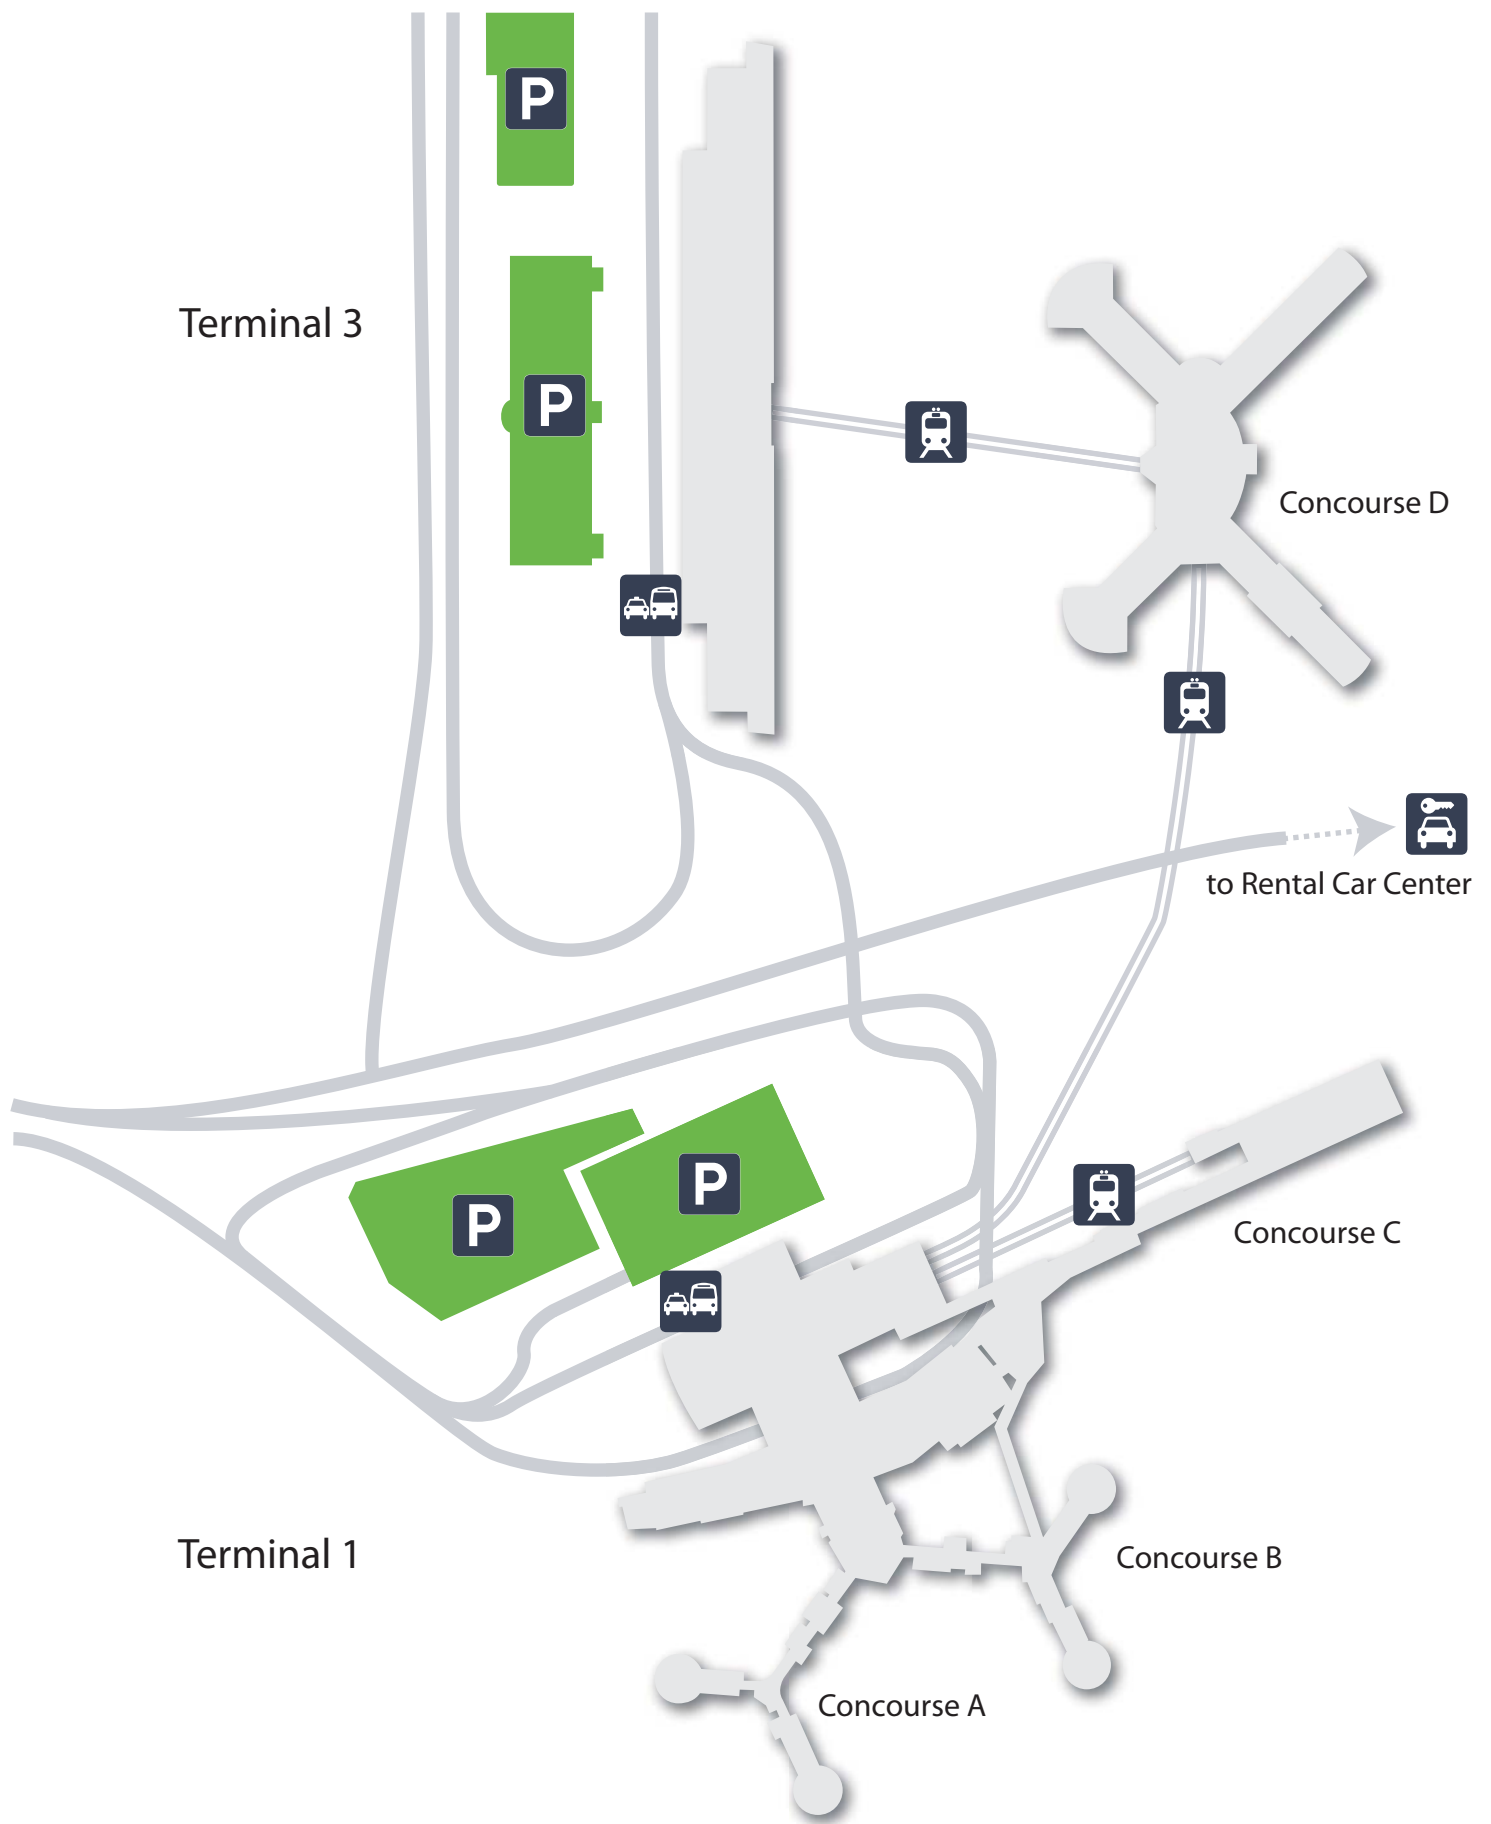 P
Terminal 3
P
Concourse D
to Rental Car Center
P
P
Concourse C
Terminal 1
Concourse B
Concourse A